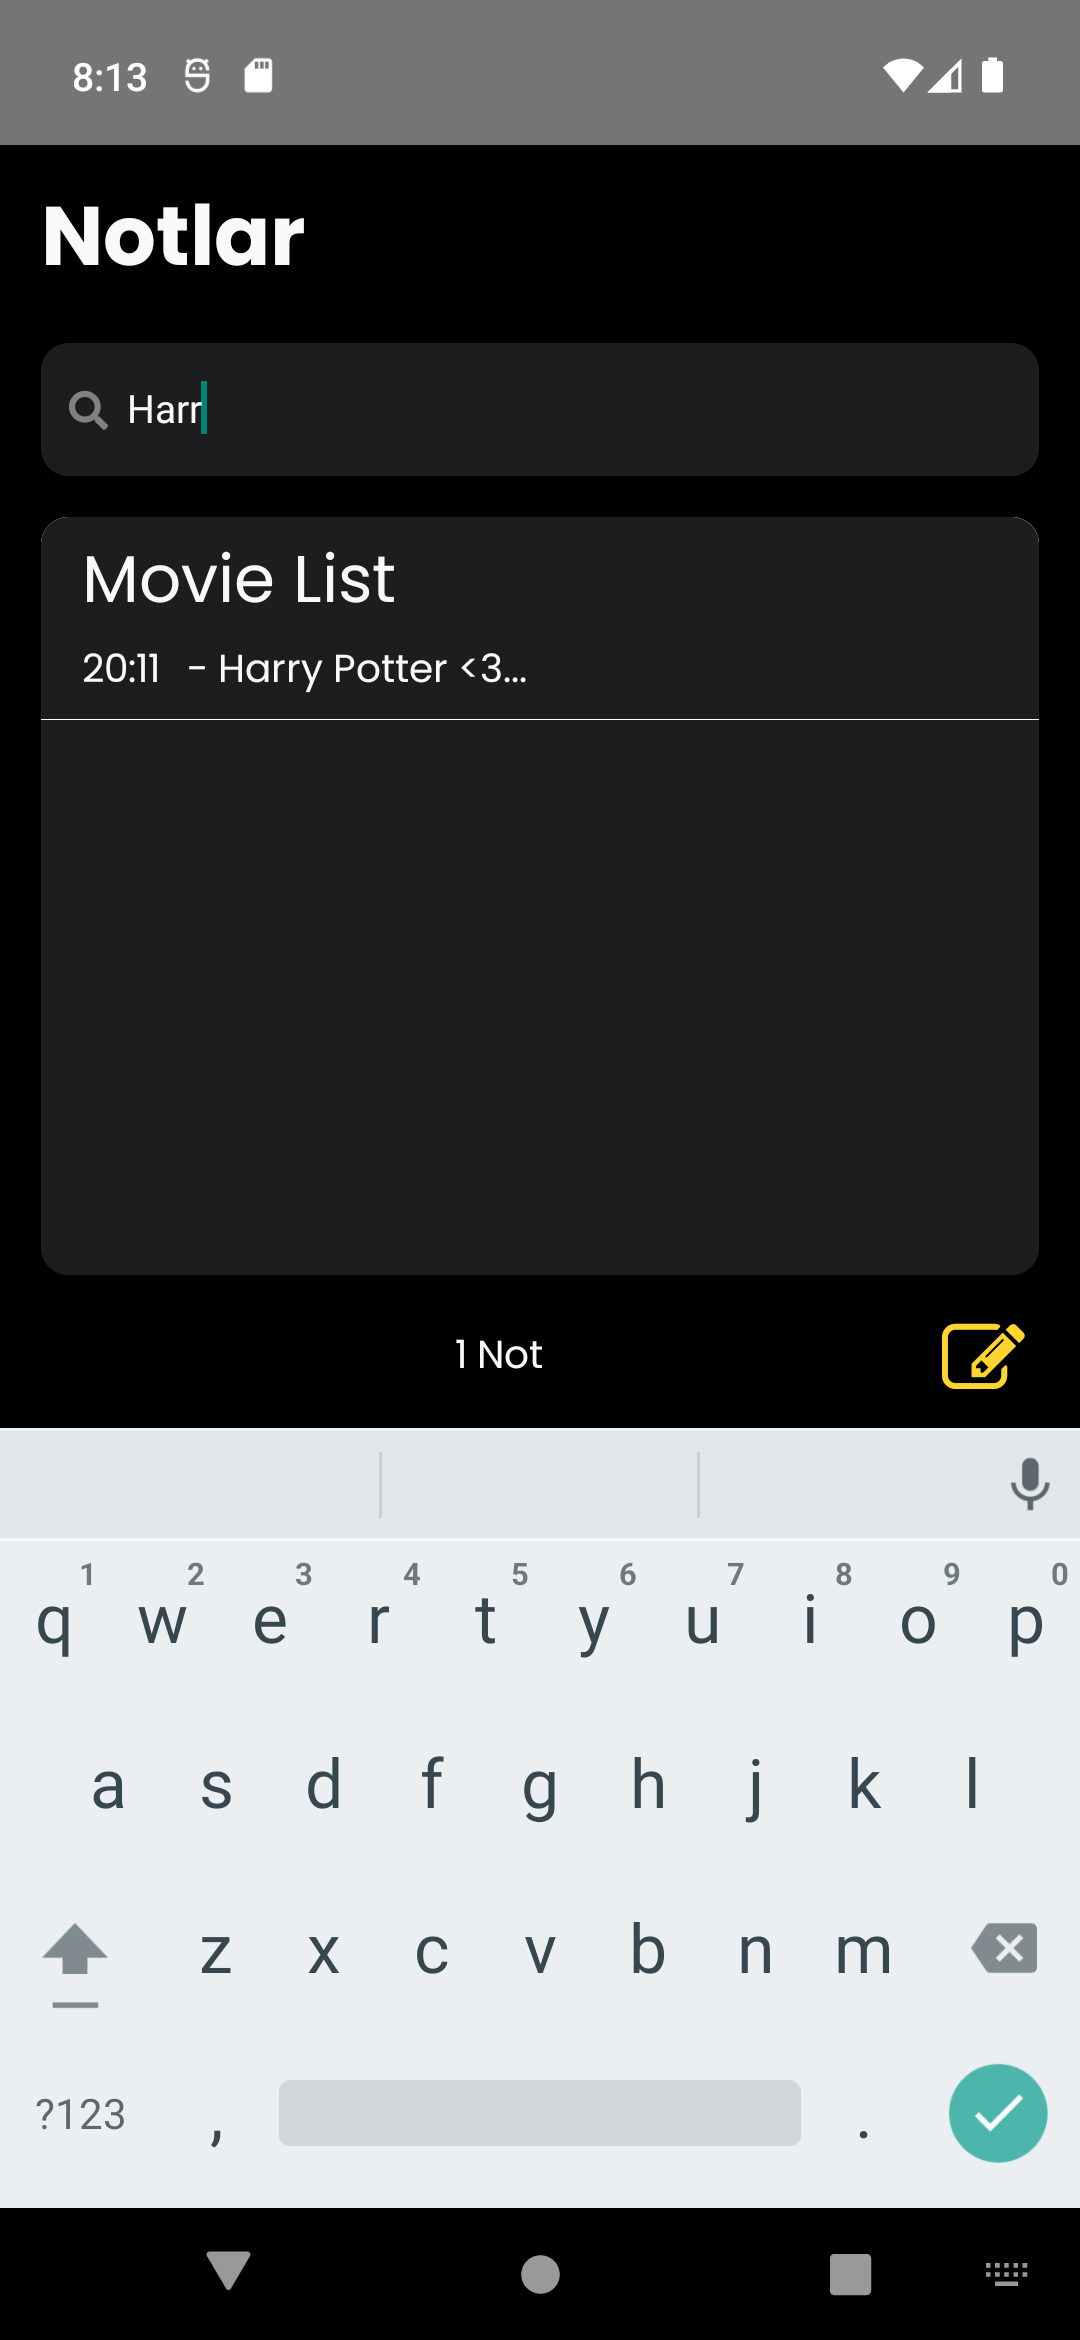 8:13
Notlar
Harr
Movie List
20:11 - Harry Potter <3...
1 Not
1 2 3 4 5 6 7 8 9 0
q w e r t y u i o p
a s d f g h j k l
z x c v b n m
?123 , .